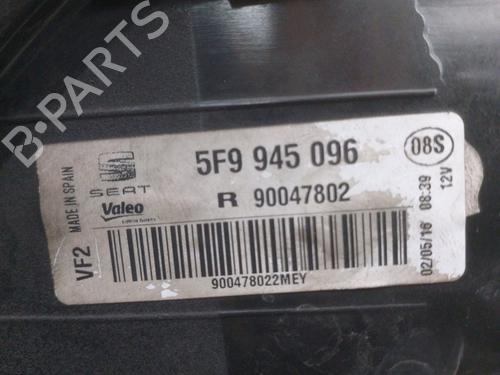 B-PARTS
MADE IN SPAIN
SEAT
5F9 945 096
08S
Valeo
R 90047802
VF2
900478022MEY
02/05/16 08:39
12V